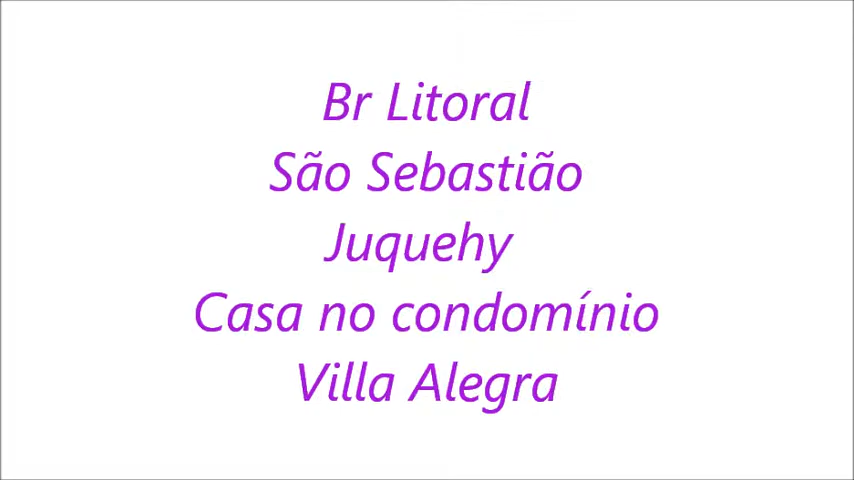 Br Litoral
São Sebastião
Juquehy
Casa no condomínio
Villa Alegra